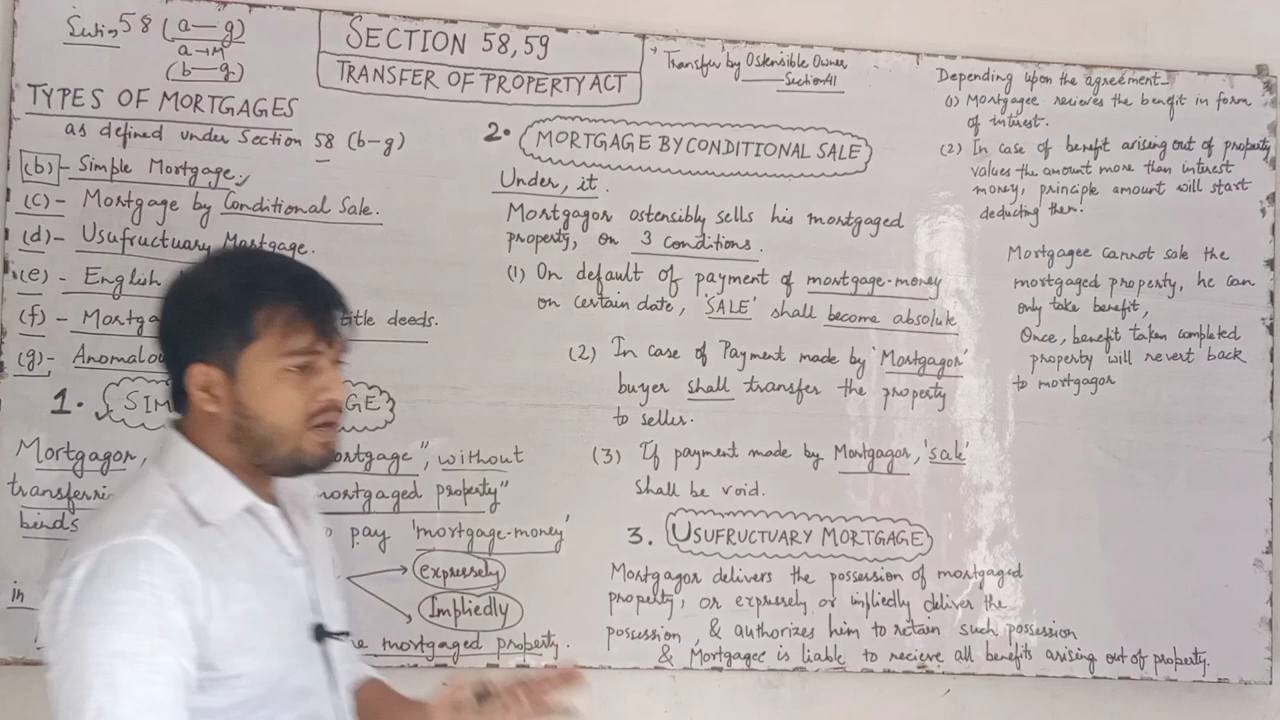 Section 58 (a-g)
a → M
(b-g)
SECTION 58, 59
TRANSFER OF PROPERTY ACT
Transfer by Ostensible Owner
Section 41
TYPES OF MORTGAGES
as defined under Section 58 (b-g)
(b)- Simple Mortgage.
(c)- Mortgage by Conditional Sale.
(d)- Usufructuary Mortgage.
(e)- English
(f)- title deeds.
(g)-
1.
without
mortgaged property"
binds
pay 'mortgage-money'
expressely
Impliedly
in
mortgaged property.
2. MORTGAGE BY CONDITIONAL SALE
Under, it.
Mortgagor ostensibly sells his mortgaged
property, on 3 conditions.
(1) On default of payment of mortgage-money
on certain date, 'SALE' shall become absolute
(2) In case of Payment made by 'Mortgagor'
buyer shall transfer the property
to seller.
(3) If payment made by Mortgagor, 'sale'
shall be void.
3. USUFRUCTUARY MORTGAGE
Mortgagor delivers the possession of mortgaged
property, or expressely or impliedly deliver the
possession, & authorizes him to retain such possession
& Mortgagee is liable to recieve all benefits arising out of property.
Depending upon the agreement-
(1) Mortgagee recieves the benefit in form
of interest.
(2) In case of benefit arising out of property
values the amount more than interest
money, principle amount will start
deducting then.
Mortgagee cannot sale the
mortgaged property, he can
only take benefit,
Once, benefit taken completed
property will revert back
to mortgagor